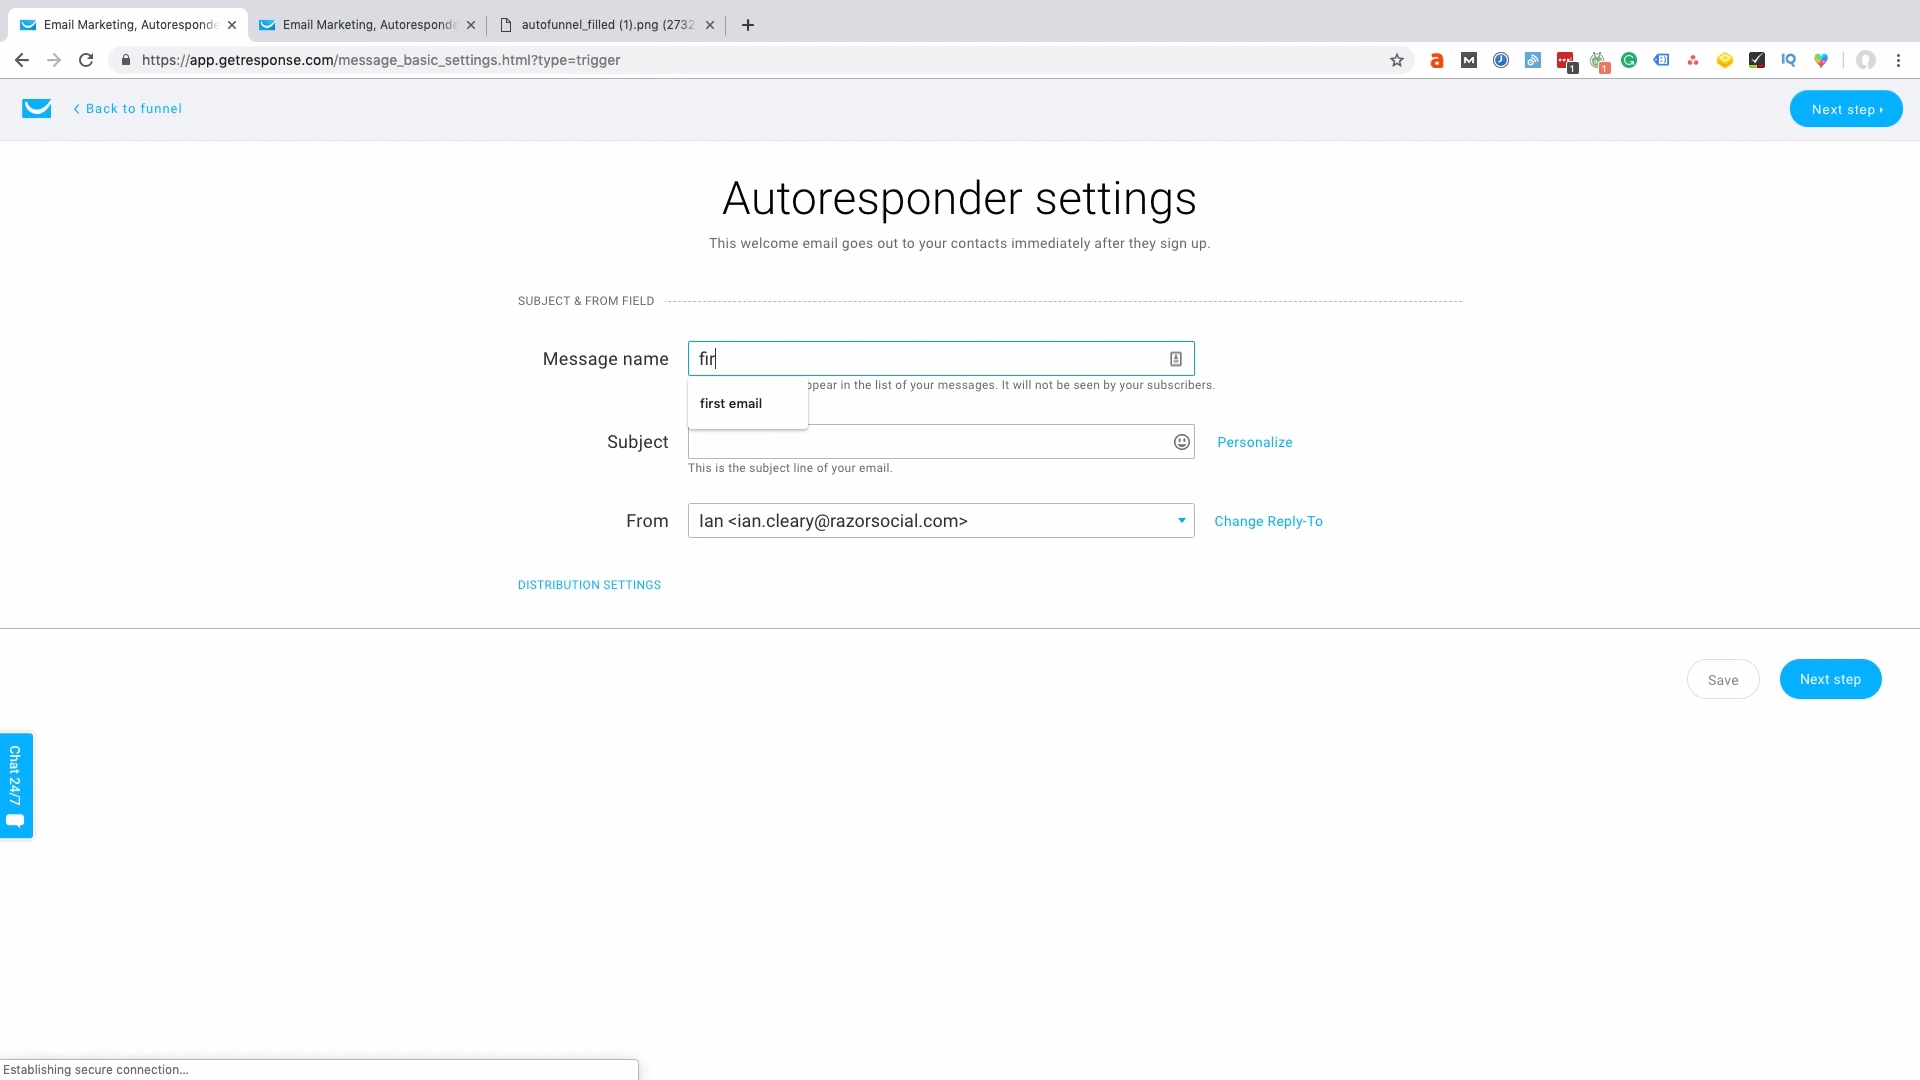 Email Marketing, Autoresponde
Email Marketing, Autoresponde
autofunnel_filled (1).png (2732
https://app.getresponse.com/message_basic_settings.html?type=trigger
Back to funnel
Next step
Autoresponder settings
This welcome email goes out to your contacts immediately after they sign up.
SUBJECT & FROM FIELD
Message name
fir
ppear in the list of your messages. It will not be seen by your subscribers.
first email
Subject
Personalize
This is the subject line of your email.
From
Ian <ian.cleary@razorsocial.com>
Change Reply-To
DISTRIBUTION SETTINGS
Save
Next step
Chat 24/7
Establishing secure connection...